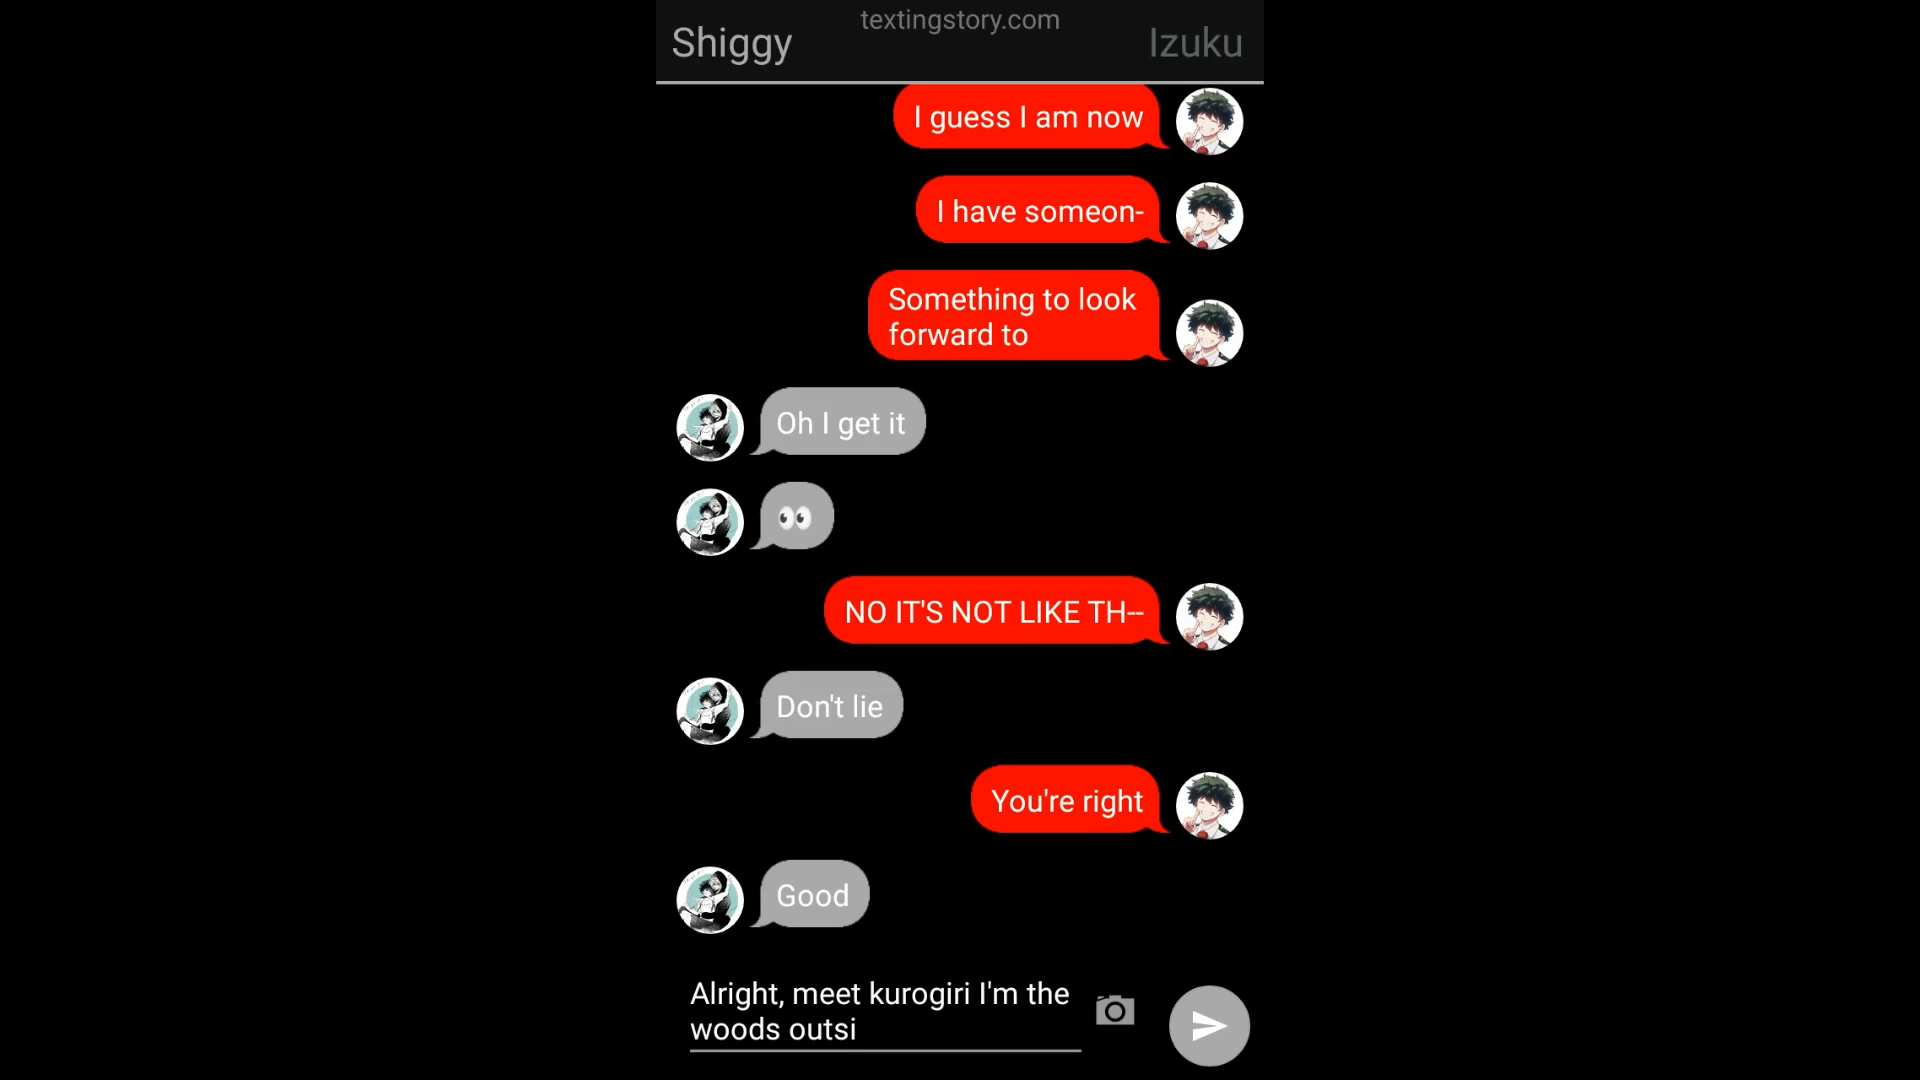 textingstory.com
Shiggy
Izuku
I guess I am now
I have someon-
Something to look
forward to
Oh I get it
👀
NO IT'S NOT LIKE TH--
Don't lie
You're right
Good
Alright, meet kurogiri I'm the
woods outsi